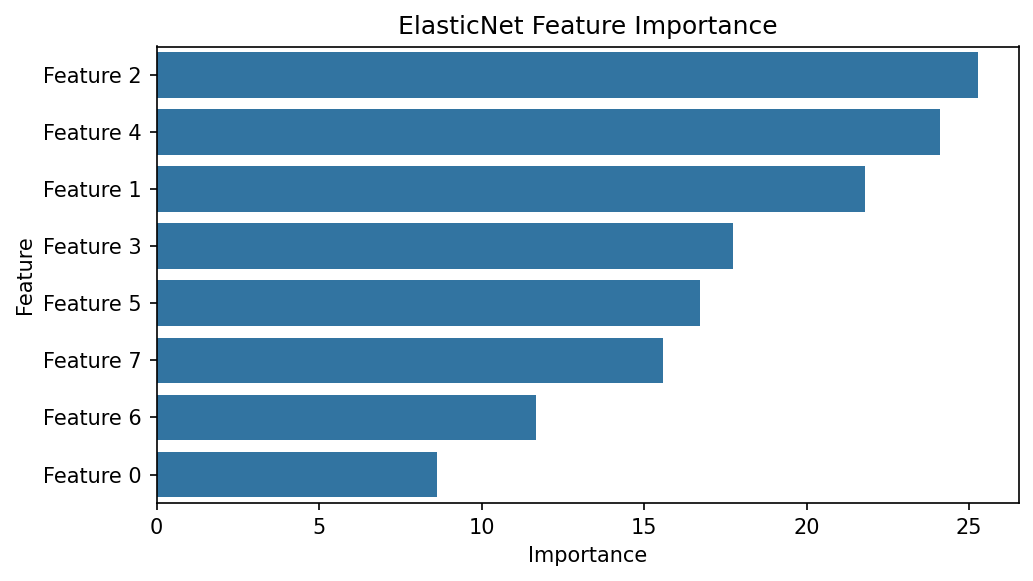 ElasticNet Feature Importance
Feature
Feature 2
Feature 4
Feature 1
Feature 3
Feature 5
Feature 7
Feature 6
Feature 0
0 5 10 15 20 25
Importance